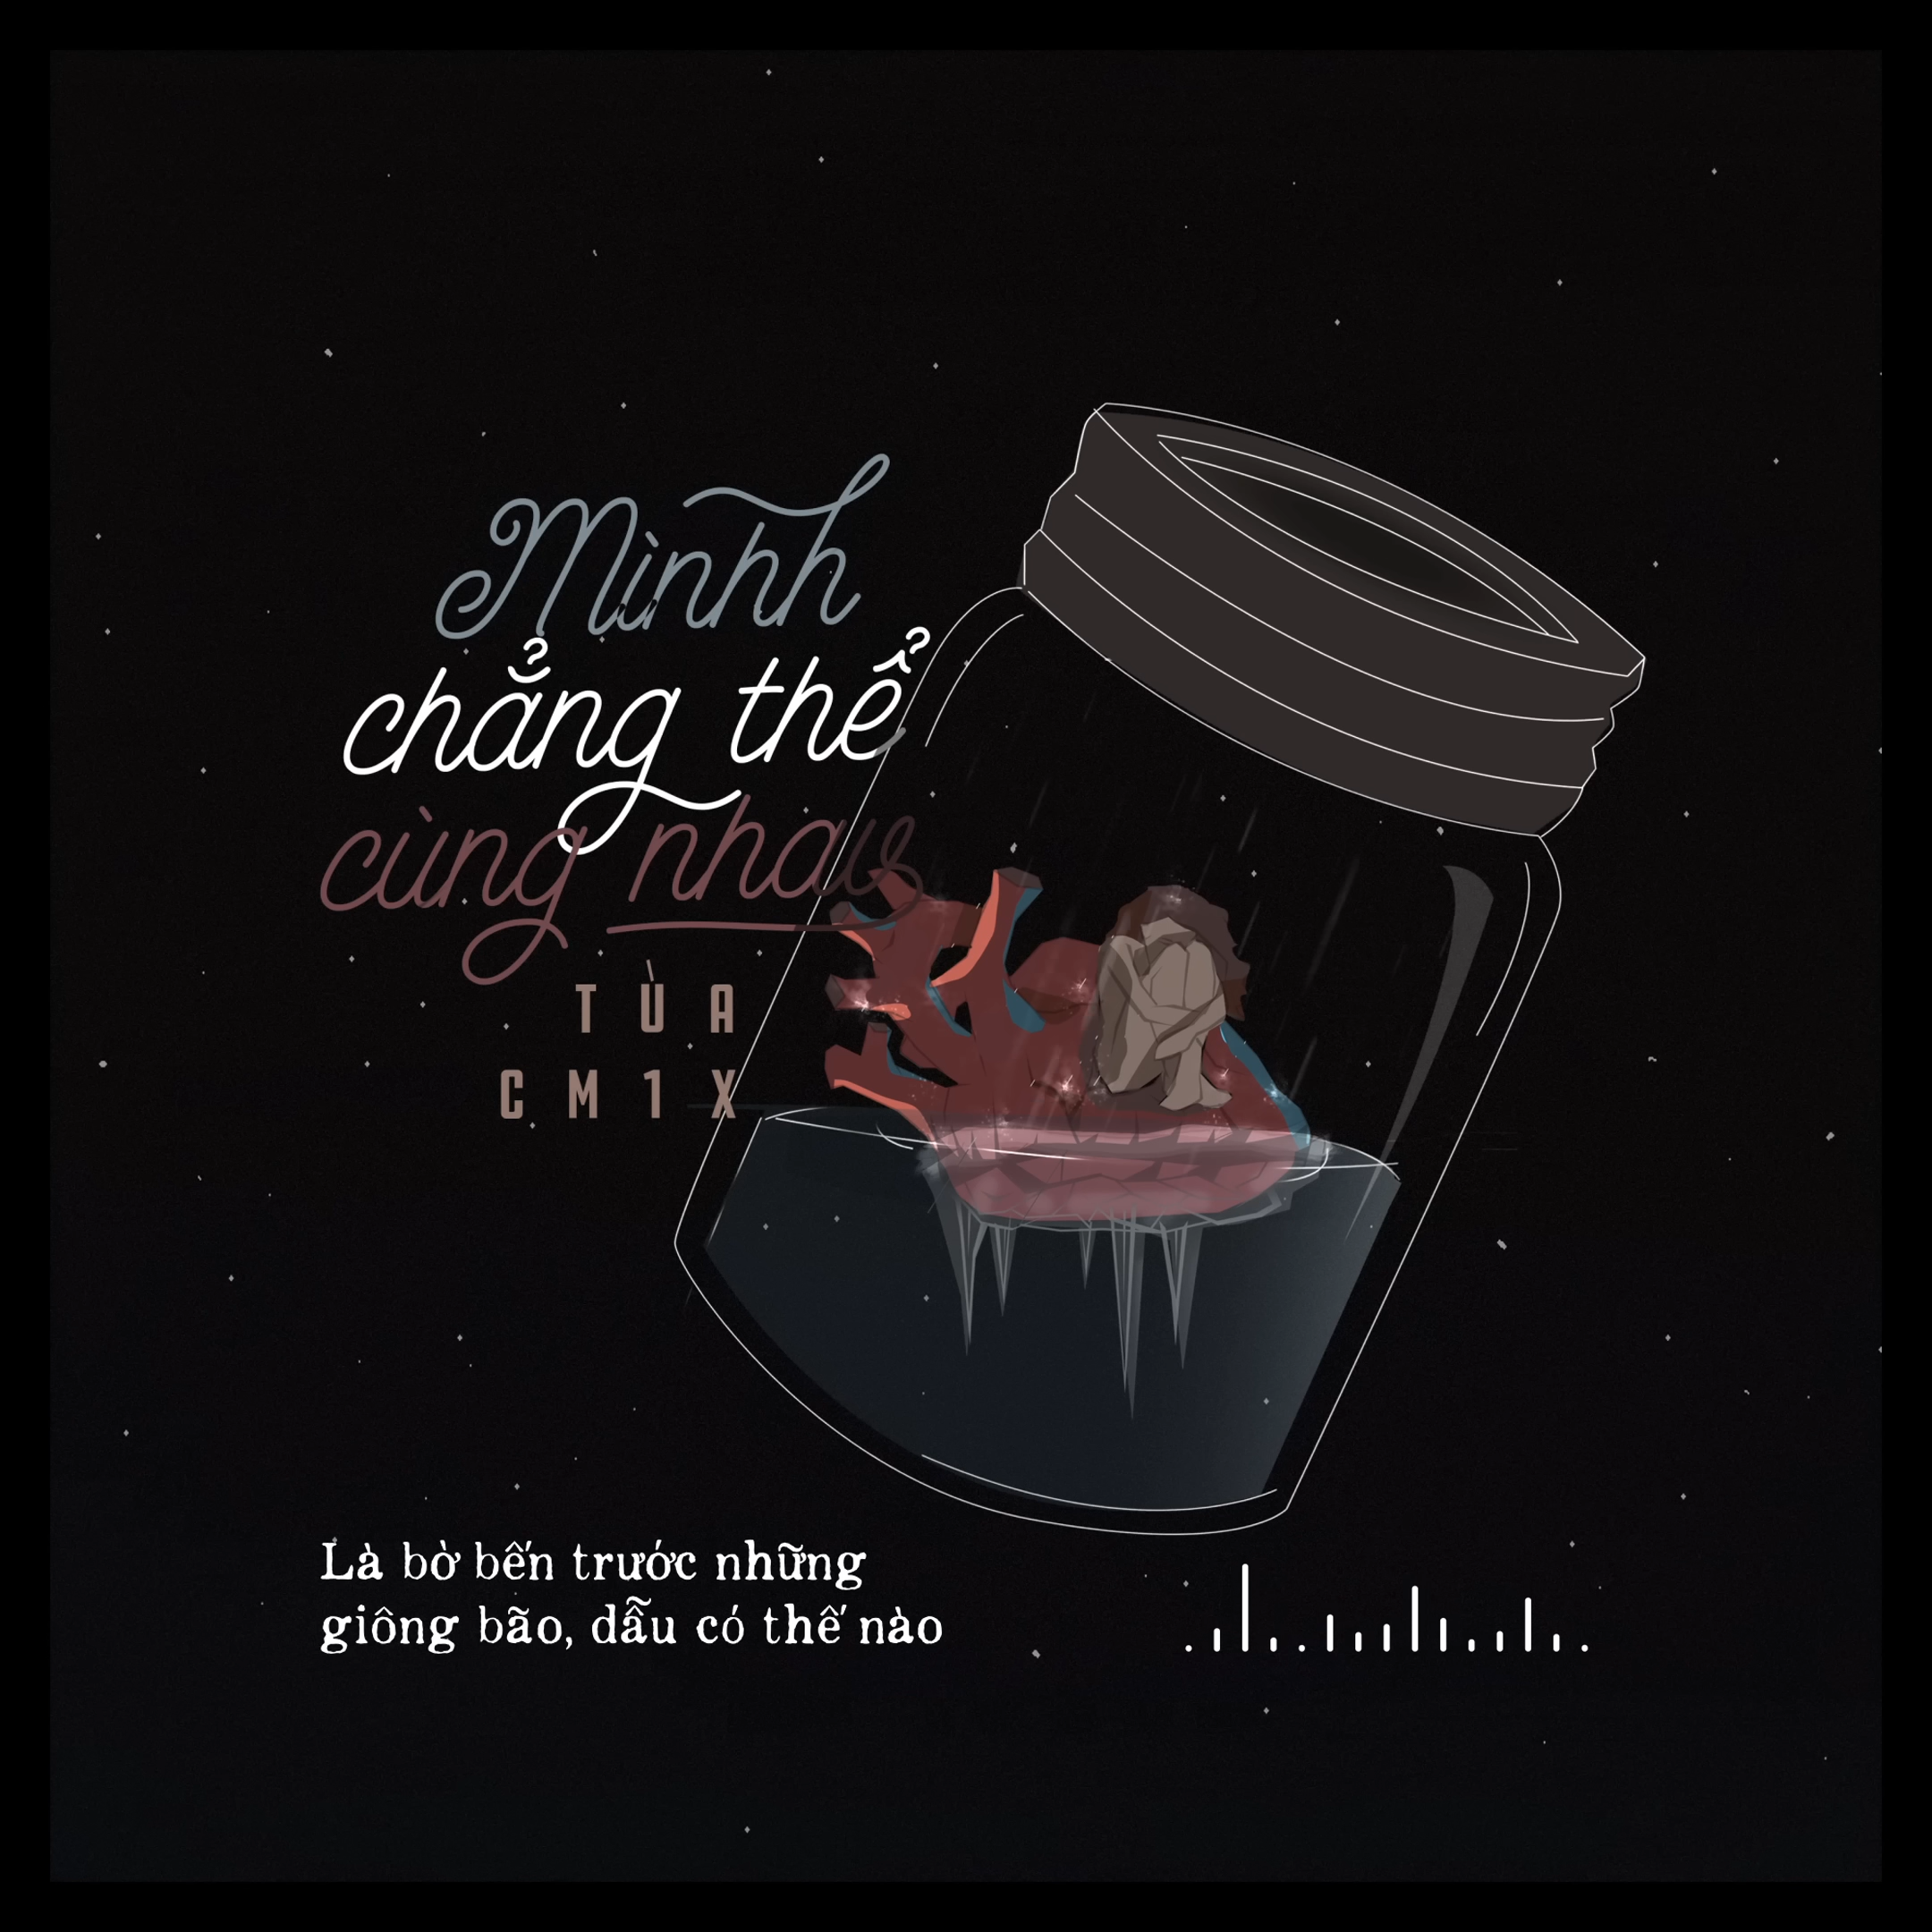 Mình
chẳng thể
cùng nhau
TÙA
CM1X
Là bờ bến trước những
giông bão, dẫu có thế nào